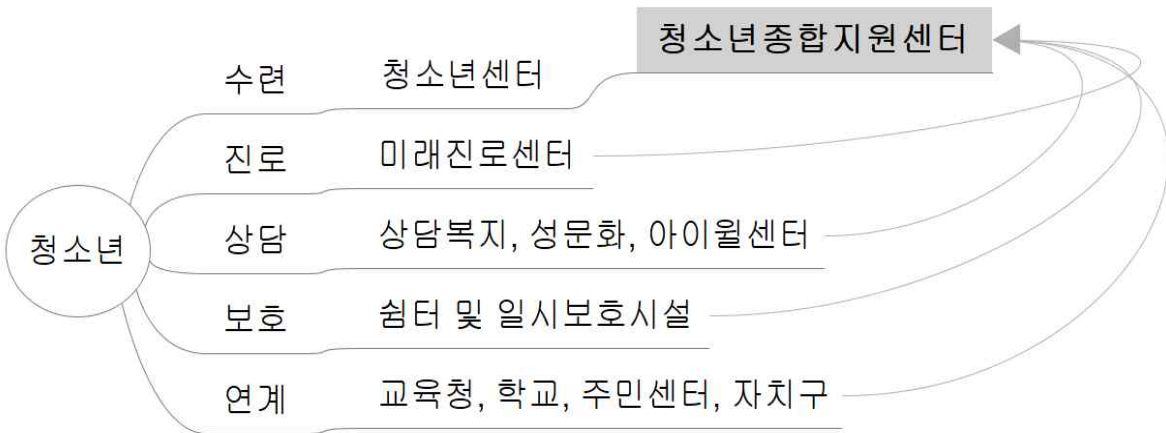 청소년종합지원센터
수련 청소년센터
진로 미래진로센터
청소년
상담 상담복지, 성문화, 아이윌센터
보호 쉼터 및 일시보호시설
연계 교육청, 학교, 주민센터, 자치구